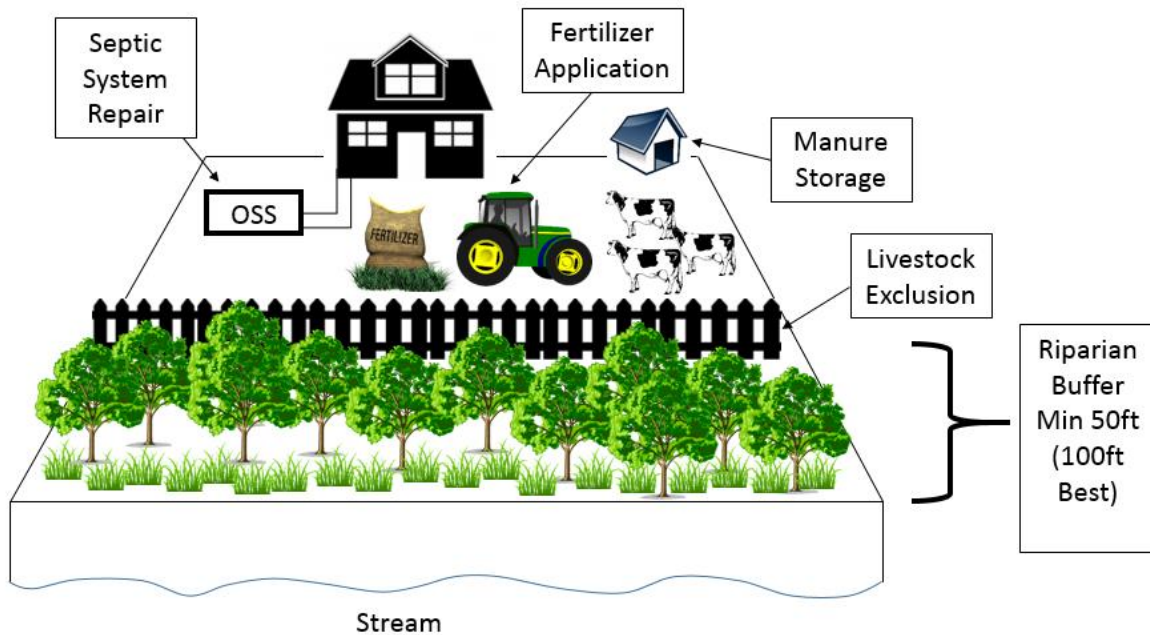 Septic
System
Repair
Fertilizer
Application
Manure
Storage
OSS
FERTILIZER
Livestock
Exclusion
Riparian
Buffer
Min 50ft
(100ft
Best)
Stream